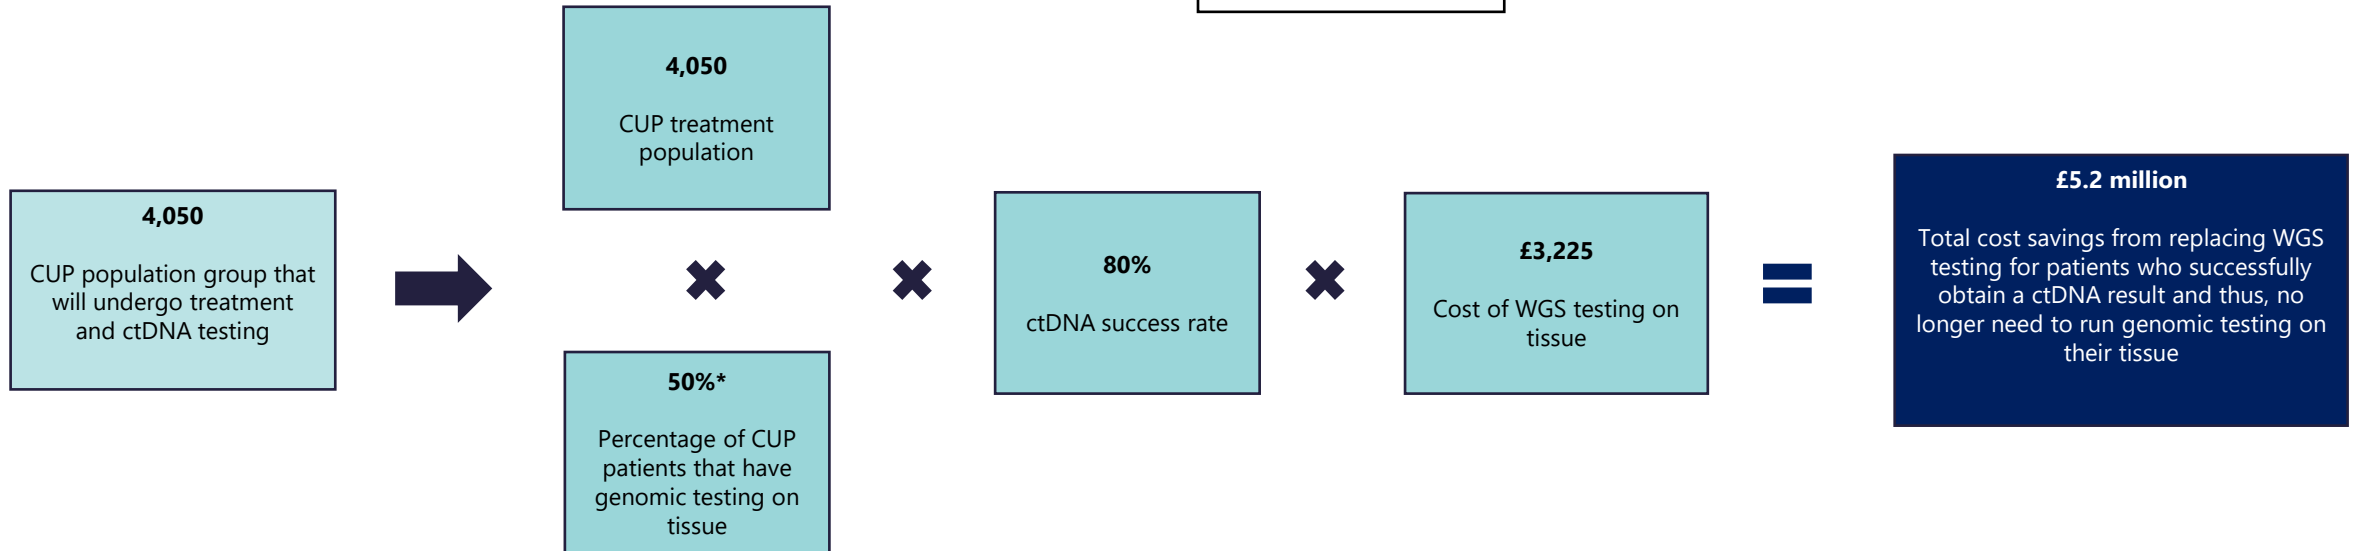 4,050
CUP population group that
will undergo treatment
and ctDNA testing
4,050
CUP treatment
population
50%*
Percentage of CUP
patients that have
genomic testing on
tissue
80%
ctDNA success rate
£3,225
Cost of WGS testing on
tissue
£5.2 million
Total cost savings from replacing WGS
testing for patients who successfully
obtain a ctDNA result and thus, no
longer need to run genomic testing on
their tissue